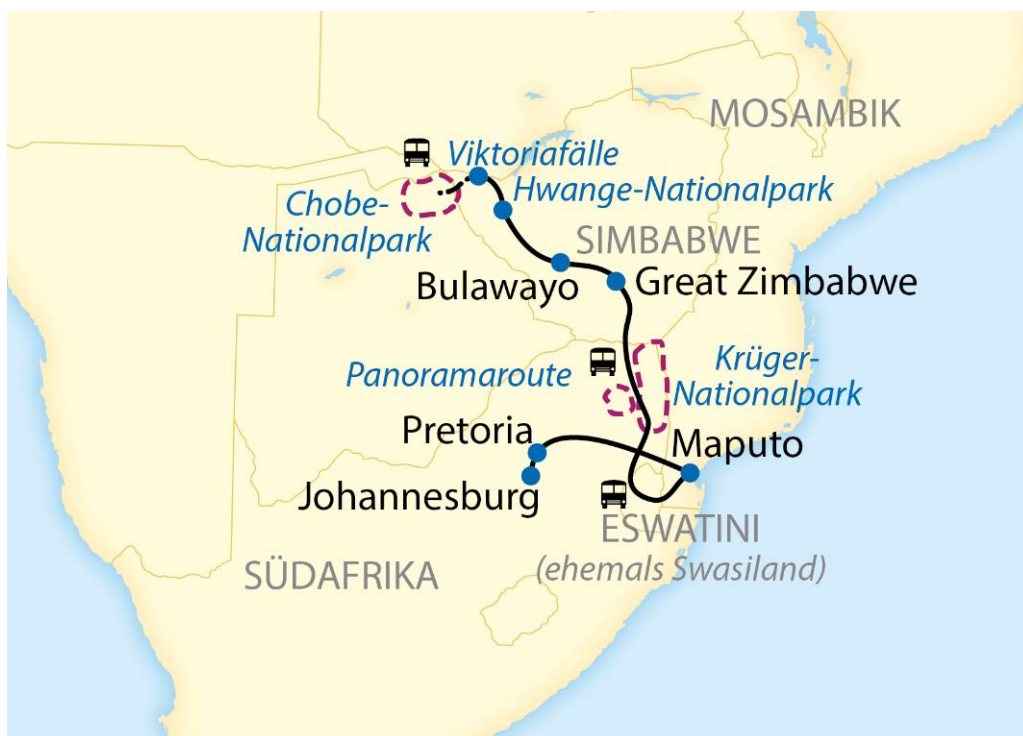 MOSAMBIK
Viktoriafälle
Hwange-Nationalpark
Chobe-
Nationalpark
SIMBABWE
Bulawayo
Great Zimbabwe
Panoramaroute
Krüger-
Nationalpark
Pretoria
Maputo
Johannesburg
ESWATINI
(ehemals Swasiland)
SÜDAFRIKA